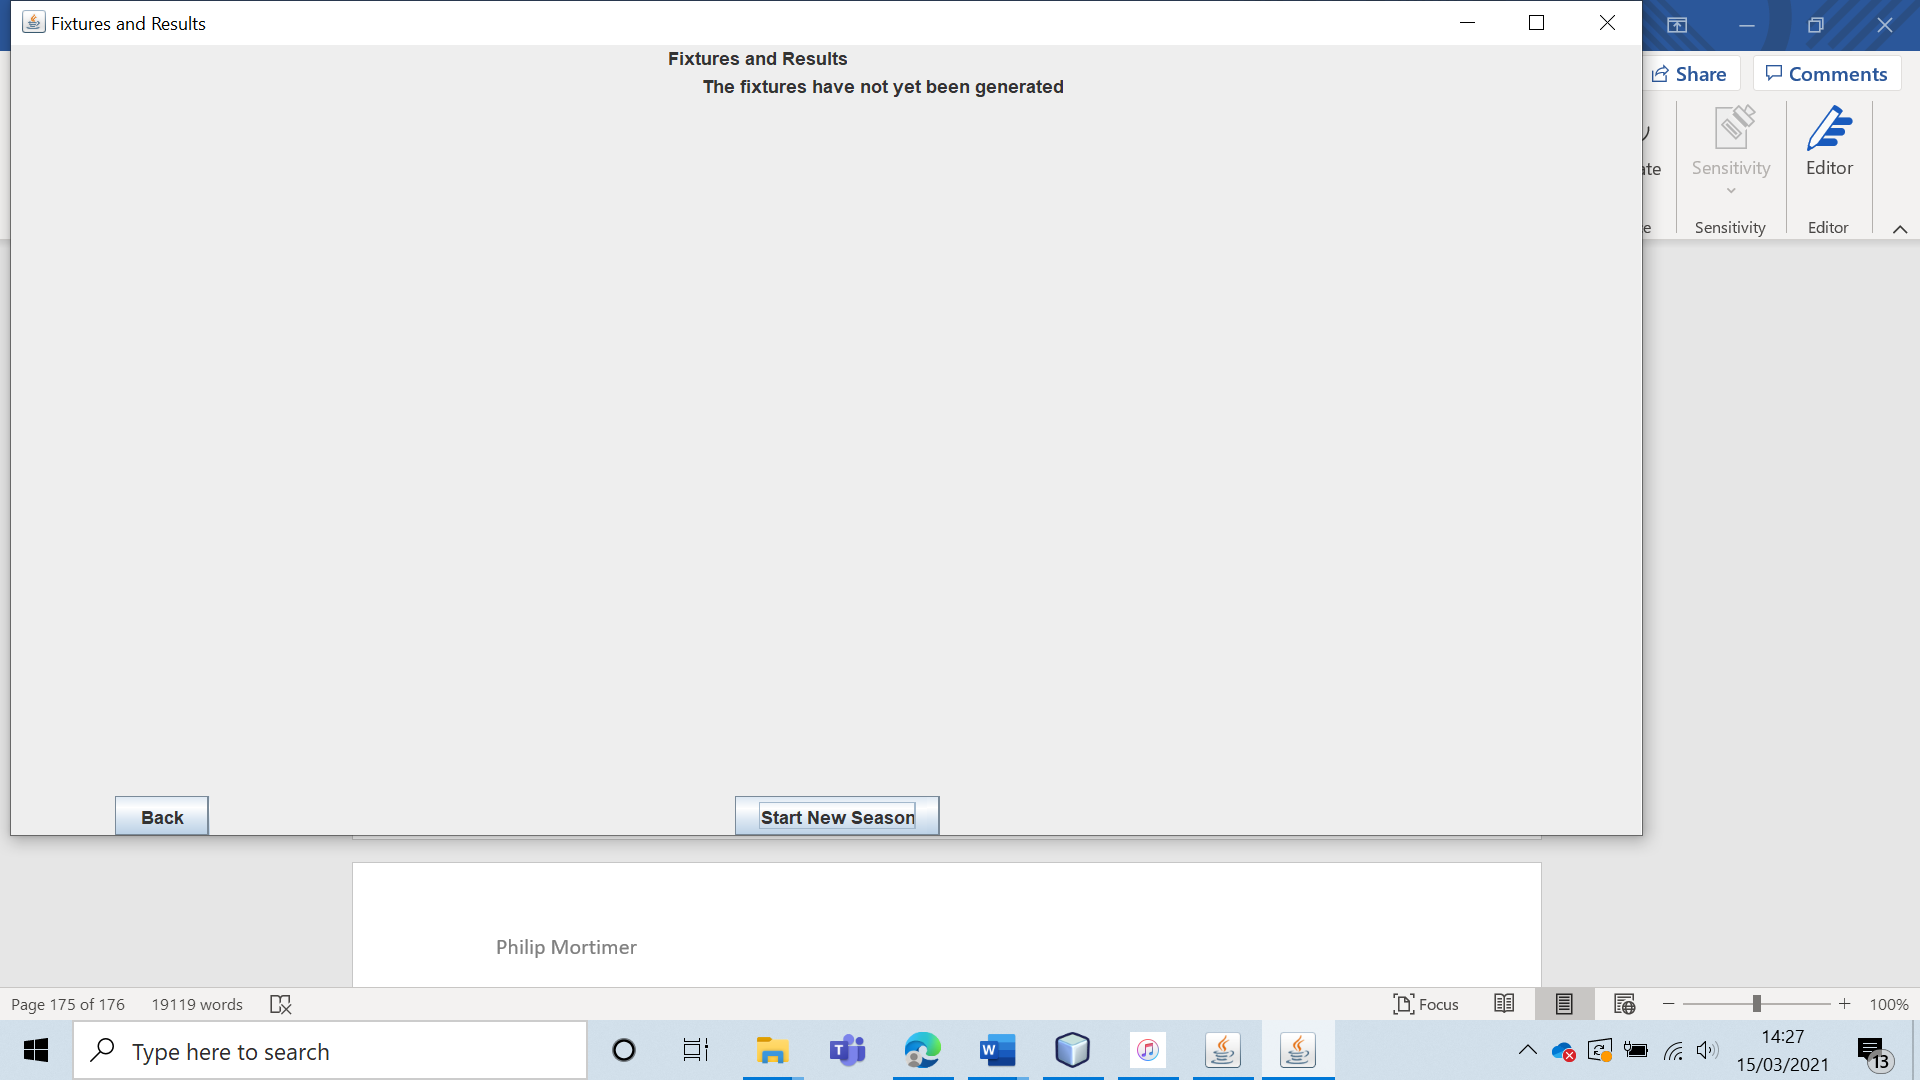 Fixtures and Results
Fixtures and Results
The fixtures have not yet been generated
Back
Start New Season
Share
Comments
Sensitivity
Editor
Sensitivity
Editor
Philip Mortimer
Page 175 of 176
19119 words
Focus
100%
Type here to search
14:27
15/03/2021
13